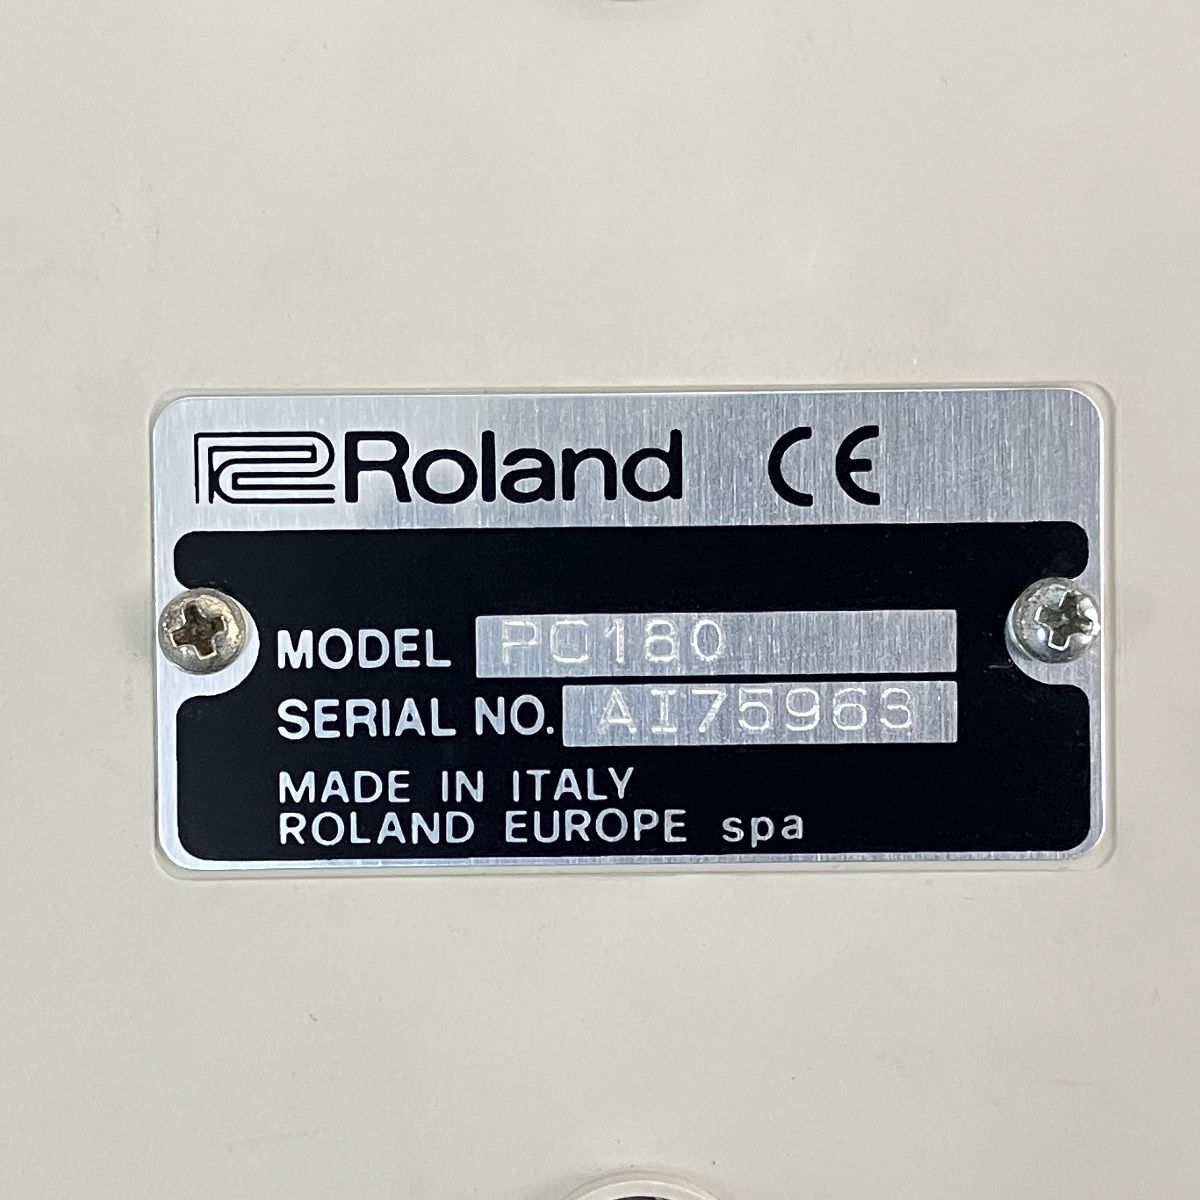 Roland CE
MODEL PC180
SERIAL NO. AI75963
MADE IN ITALY
ROLAND EUROPE spa